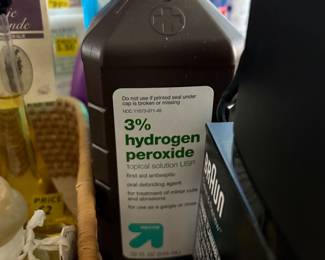 Do not use if printed seal under
cap is broken or missing
3%
hydrogen
peroxide
topical solution USP
first aid antiseptic
oral debriding agent
for treatment of minor cuts
and abrasions
for use as a gargle or rinse
up&up
PRICE